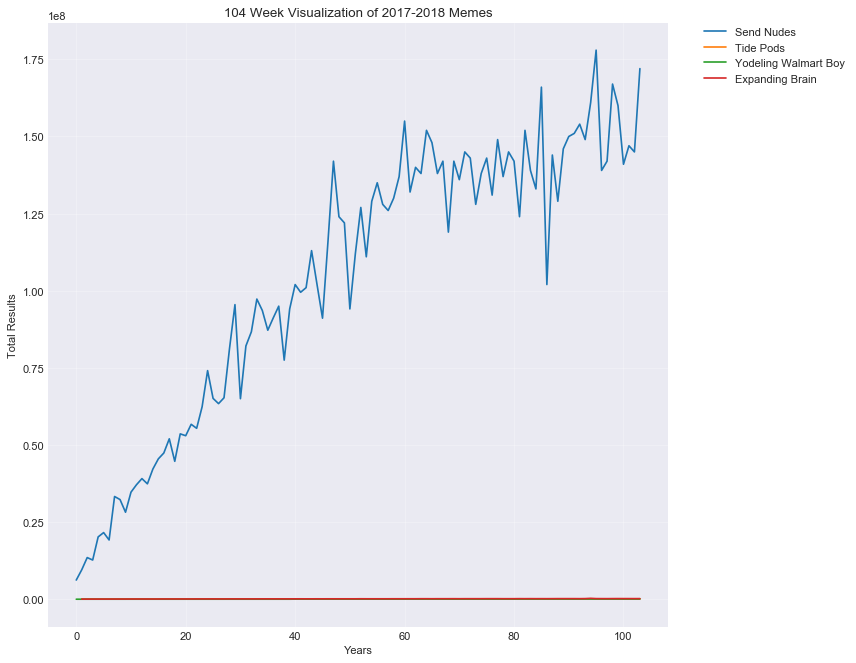 104 Week Visualization of 2017-2018 Memes
1e8
1.75
1.50
1.25
1.00
0.75
0.50
0.25
0.00
Total Results
0 20 40 60 80 100
Years
Send Nudes
Tide Pods
Yodeling Walmart Boy
Expanding Brain